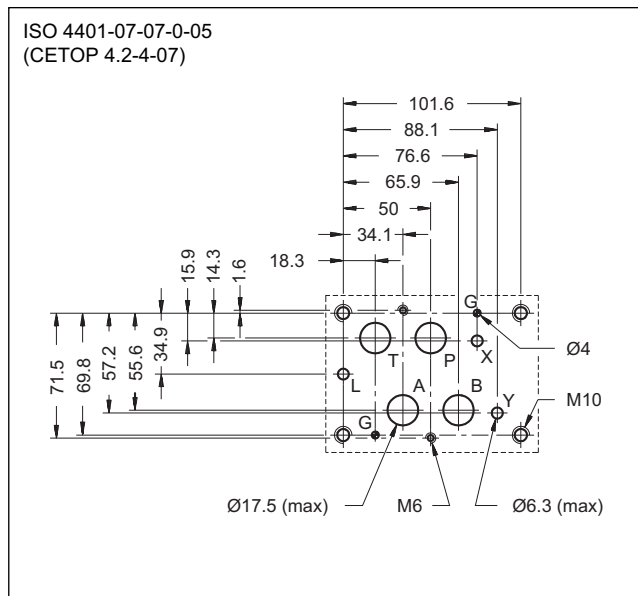 ISO 4401-07-07-0-05
(CETOP 4.2-4-07)
101.6
88.1
76.6
65.9
50
34.1
18.3
15.9
14.3
1.6
71.5
69.8
57.2
55.6
34.9
G
T
P
X
Ø4
L
A
B
Y
M10
G
Ø17.5 (max)
M6
Ø6.3 (max)